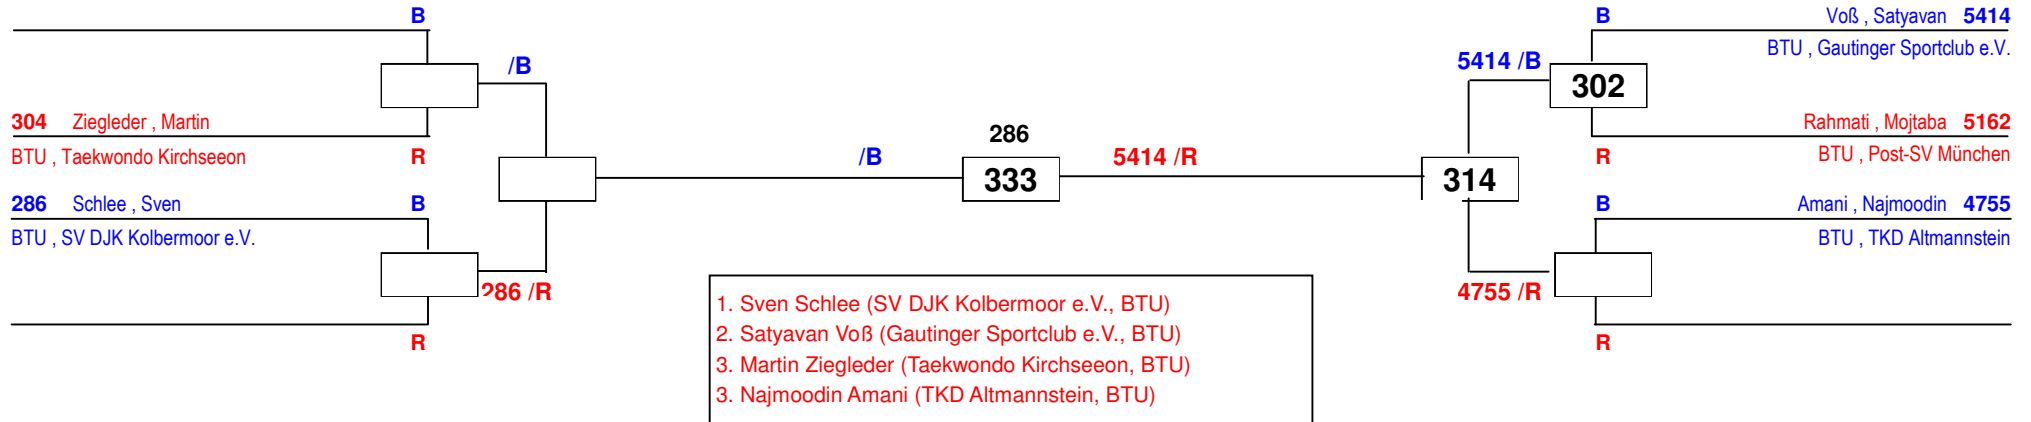 B
/B
304 Ziegleder , Martin
BTU , Taekwondo Kirchseeon
R
286 Schlee , Sven
B
BTU , SV DJK Kolbermoor e.V.
286 /R
R
/B
286
333
5414 /R
314
5414 /B
4755 /R
B
Voß , Satyavan 5414
BTU , Gautinger Sportclub e.V.
302
Rahmati , Mojtaba 5162
R
BTU , Post-SV München
B
Amani , Najmoodin 4755
BTU , TKD Altmannstein
R
1. Sven Schlee (SV DJK Kolbermoor e.V., BTU)
2. Satyavan Voß (Gautinger Sportclub e.V., BTU)
3. Martin Ziegleder (Taekwondo Kirchseeon, BTU)
3. Najmoodin Amani (TKD Altmannstein, BTU)